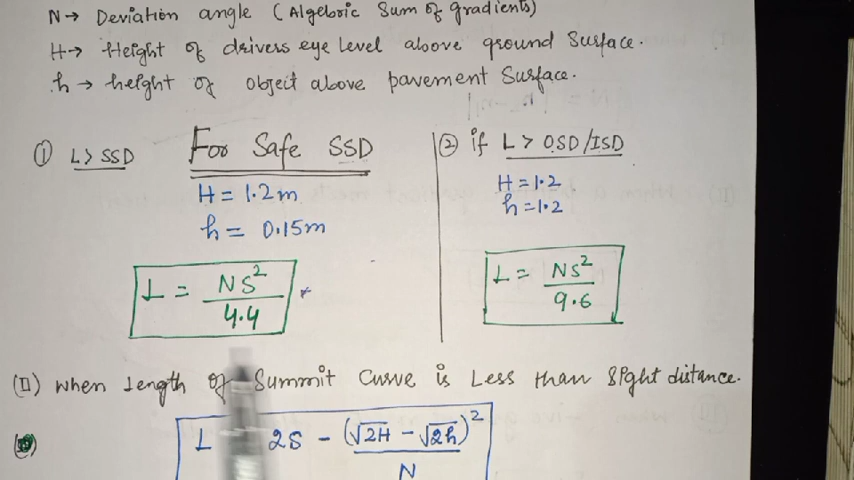 N→ Deviation angle (Algebric Sum of gradients)
H→ Height of drivers eye level above ground Surface.
h → height of object above pavement Surface.
① L> SSD For Safe SSD
H = 1.2m
h = 0.15m
L = NS²/4.4
② if L > OSD/ISD
H = 1.2
h = 1.2
L = NS²/9.6
(II) when Length of Summit Curve is Less than Sight distance.
L 2S - (√2H - √2h)²/N